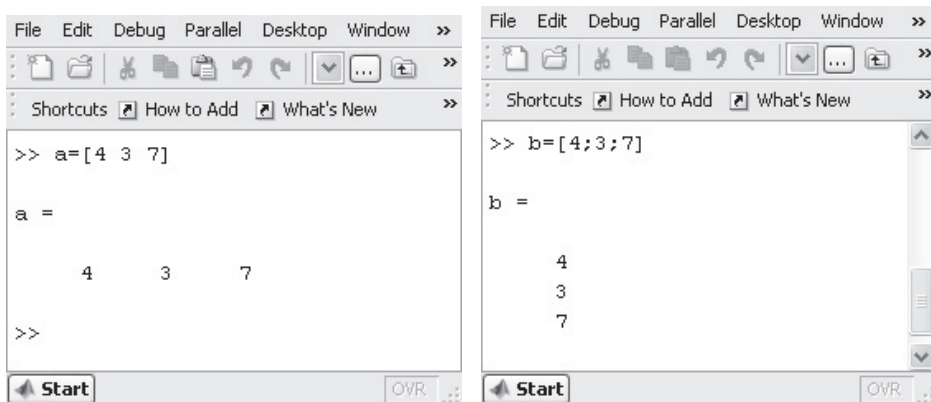 File Edit Debug Parallel Desktop Window »
...
»
Shortcuts How to Add What's New »
>> a=[4 3 7]
a =
4 3 7
>>
Start OVR
File Edit Debug Parallel Desktop Window »
...
»
Shortcuts How to Add What's New »
>> b=[4;3;7]
b =
4
3
7
Start OVR